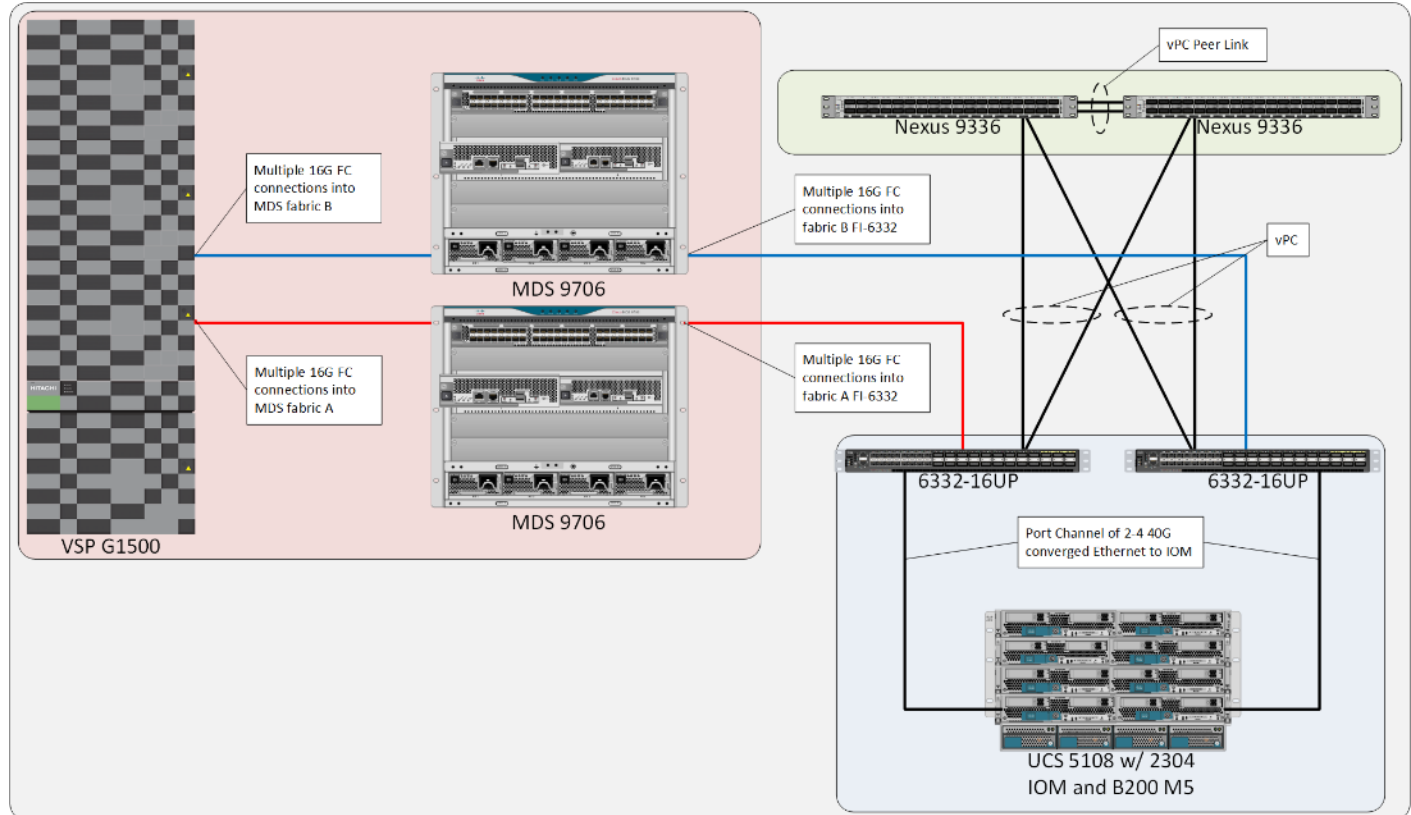 vPC Peer Link
Nexus 9336
Nexus 9336
Multiple 16G FC
connections into
MDS fabric B
Multiple 16G FC
connections into
fabric B FI-6332
vPC
MDS 9706
Multiple 16G FC
connections into
MDS fabric A
Multiple 16G FC
connections into
fabric A FI-6332
HITACHI
6332-16UP
6332-16UP
MDS 9706
VSP G1500
Port Channel of 2-4 40G
converged Ethernet to IOM
UCS 5108 w/ 2304
IOM and B200 M5